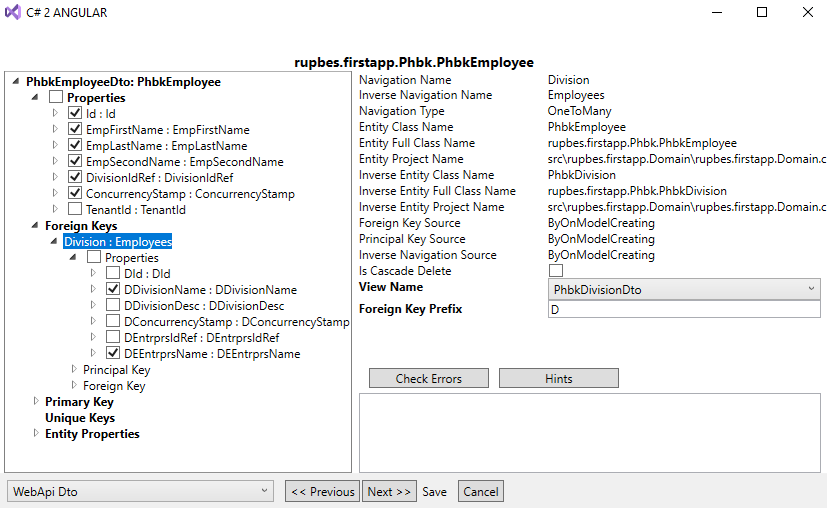 C# 2 ANGULAR
rupbes.firstapp.Phbk.PhbkEmployee
PhbkEmployeeDto: PhbkEmployee
Properties
Id : Id
EmpFirstName : EmpFirstName
EmpLastName : EmpLastName
EmpSecondName : EmpSecondName
DivisionIdRef : DivisionIdRef
ConcurrencyStamp : ConcurrencyStamp
TenantId : TenantId
Foreign Keys
Division : Employees
Properties
DId : DId
DDivisionName : DDivisionName
DDivisionDesc : DDivisionDesc
DConcurrencyStamp : DConcurrencyStamp
DEntrprsIdRef : DEntrprsIdRef
DEEntrprsName : DEEntrprsName
Principal Key
Foreign Key
Primary Key
Unique Keys
Entity Properties
Navigation Name Division
Inverse Navigation Name Employees
Navigation Type OneToMany
Entity Class Name PhbkEmployee
Entity Full Class Name rupbes.firstapp.Phbk.PhbkEmployee
Entity Project Name src\rupbes.firstapp.Domain\rupbes.firstapp.Domain.c
Inverse Entity Class Name PhbkDivision
Inverse Entity Full Class Name rupbes.firstapp.Phbk.PhbkDivision
Inverse Entity Project Name src\rupbes.firstapp.Domain\rupbes.firstapp.Domain.c
Foreign Key Source ByOnModelCreating
Principal Key Source ByOnModelCreating
Inverse Navigation Source ByOnModelCreating
Is Cascade Delete
View Name PhbkDivisionDto
Foreign Key Prefix D
Check Errors Hints
WebApi Dto << Previous Next >> Save Cancel